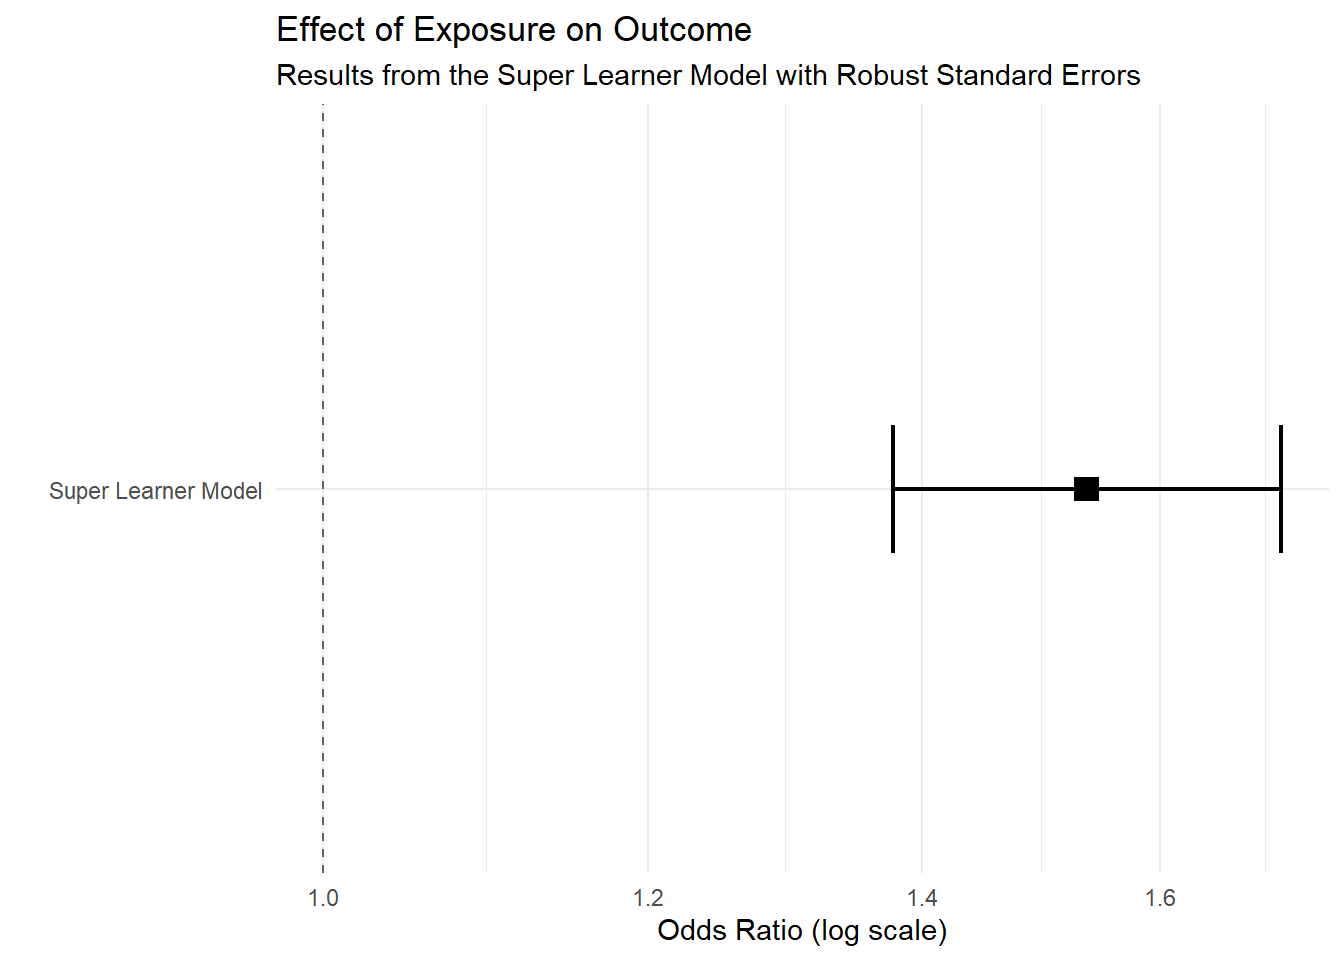 Effect of Exposure on Outcome
Results from the Super Learner Model with Robust Standard Errors
Super Learner Model
1.0 1.2 1.4 1.6
Odds Ratio (log scale)